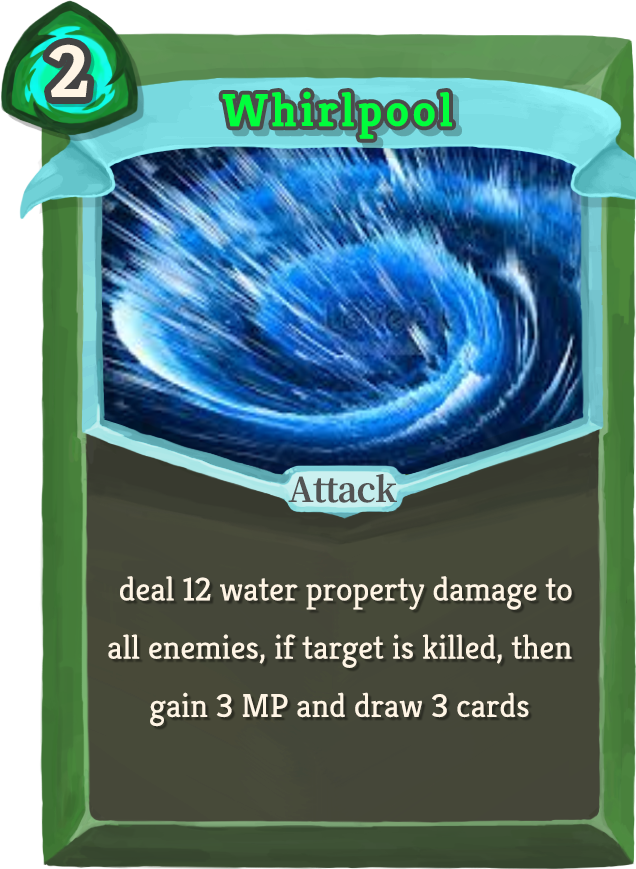 2
Whirlpool
Attack
deal 12 water property damage to
all enemies, if target is killed, then
gain 3 MP and draw 3 cards